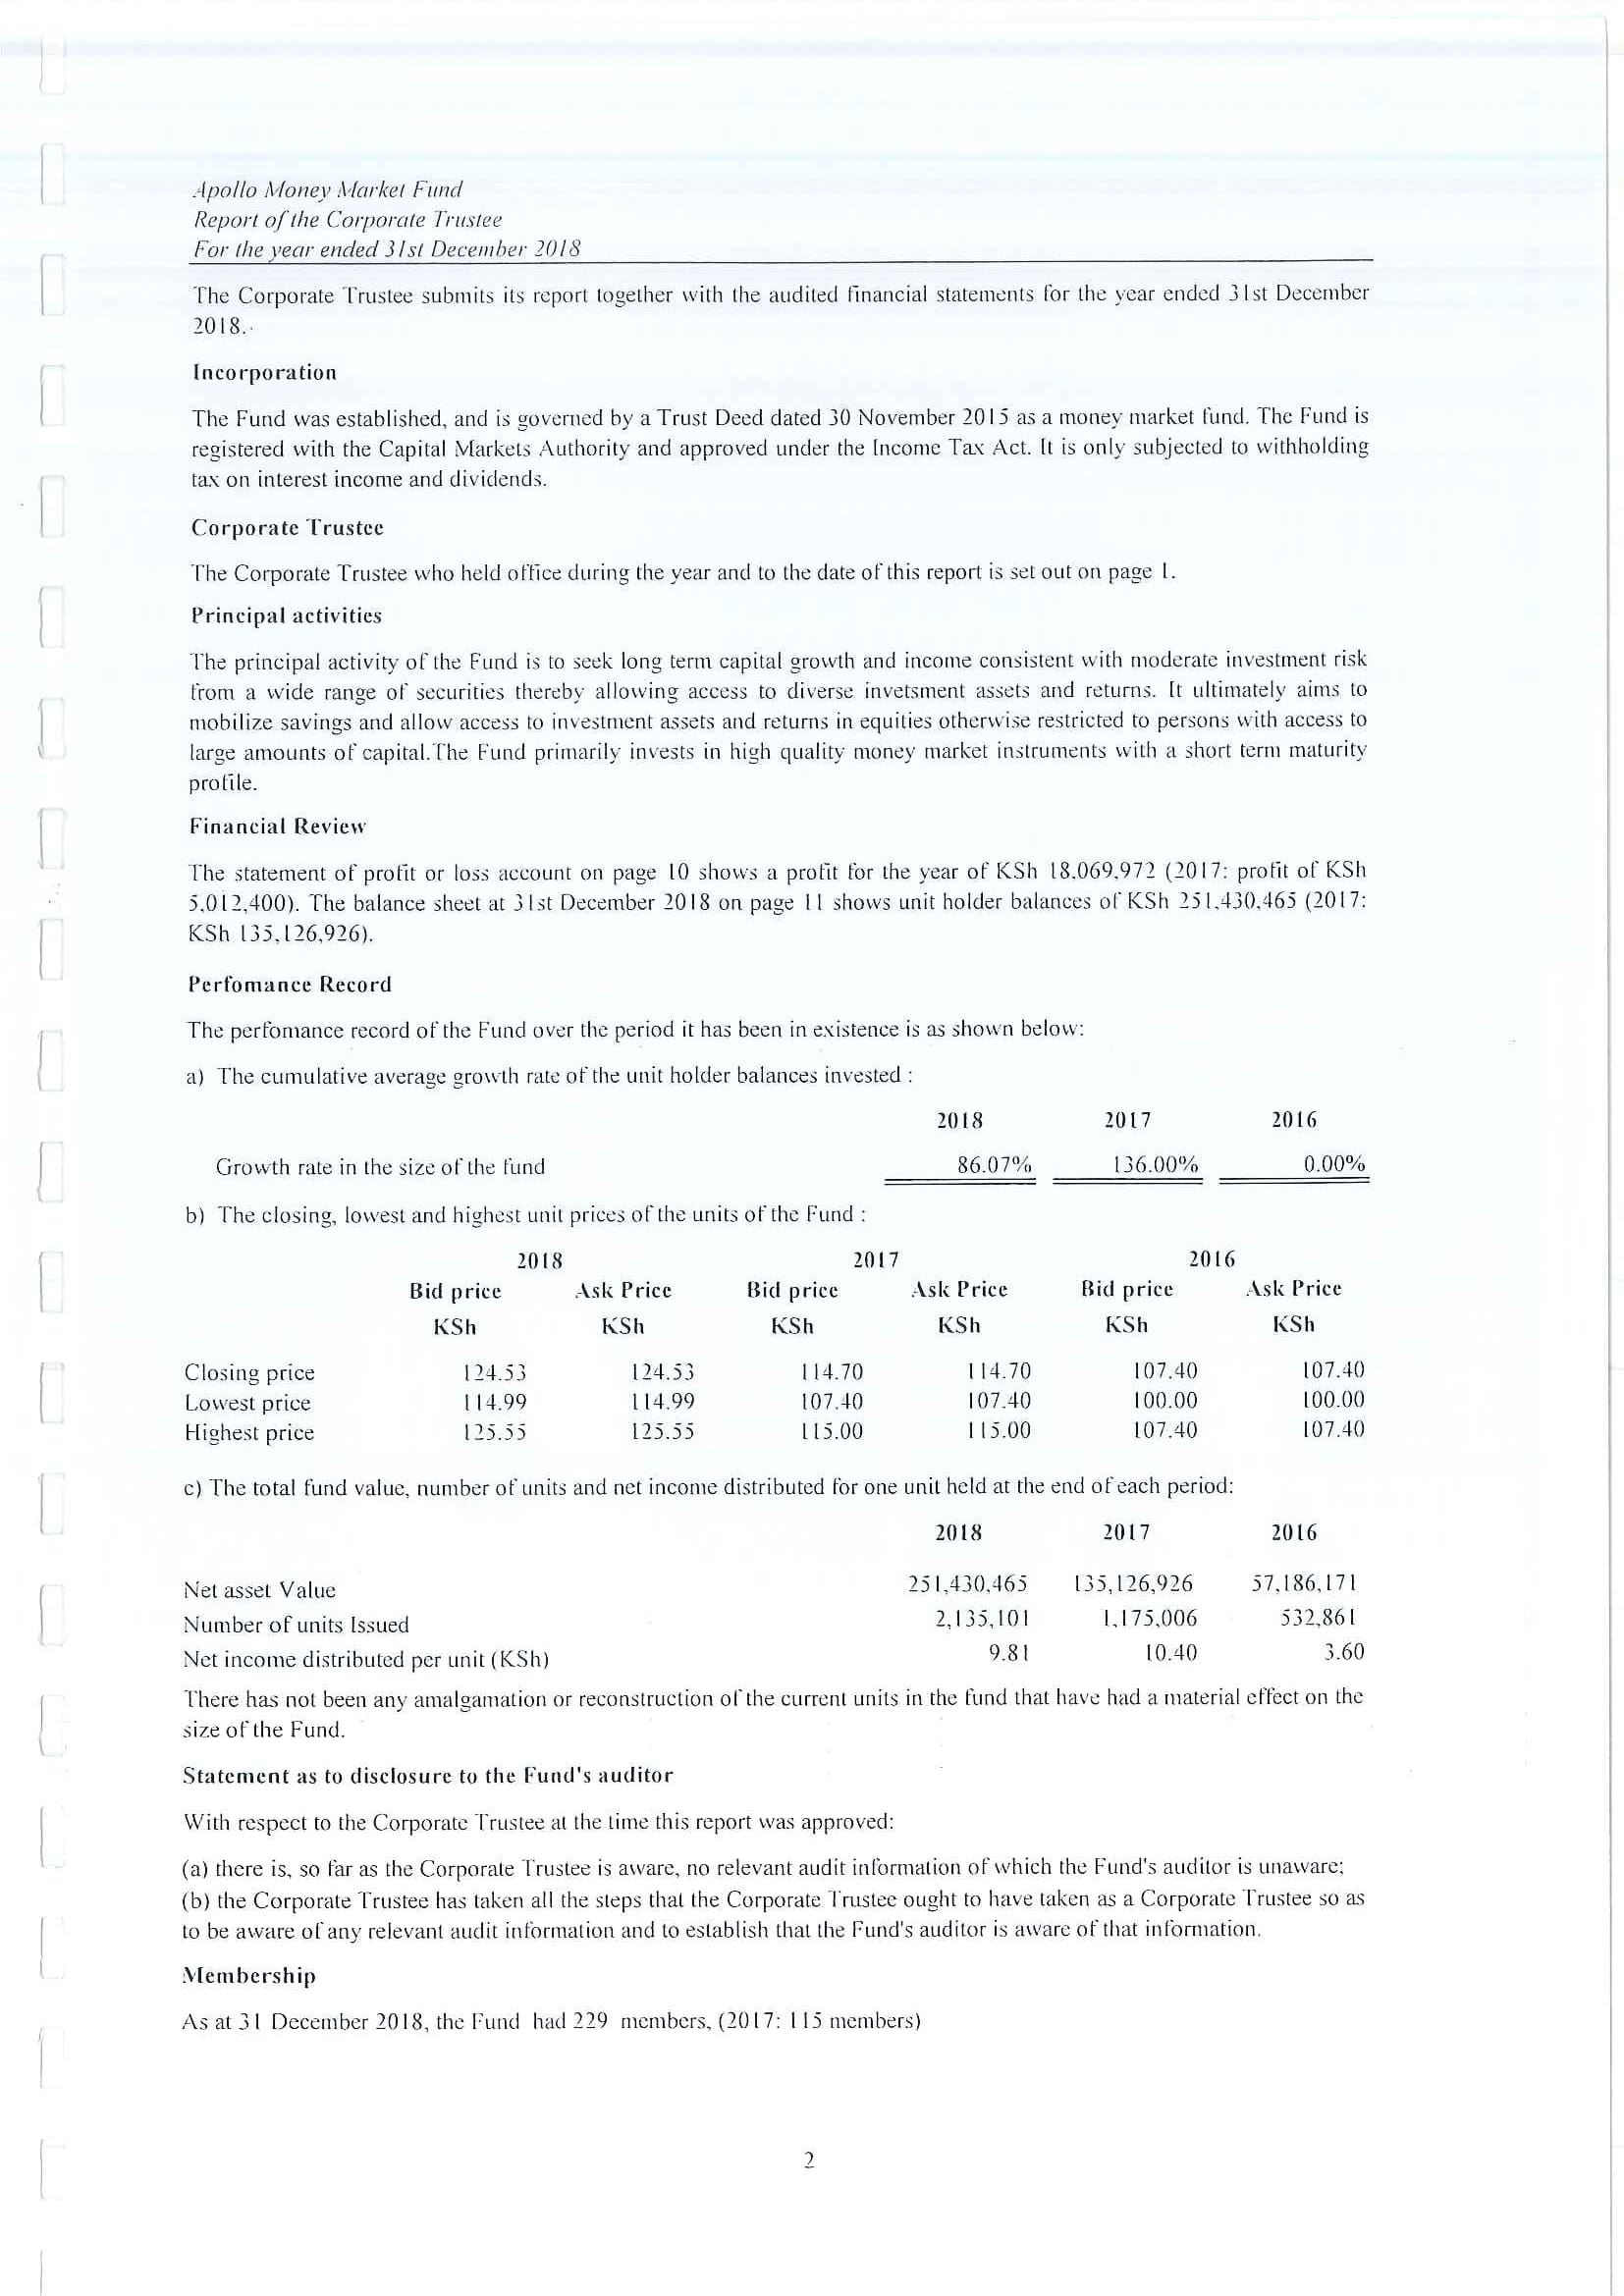 Apollo Money Market Fund
Report of the Corporate Trustee
For the year ended 31st December 2018
The Corporate Trustee submits its report together with the audited financial statements for the year ended 31st December
2018.
Incorporation
The Fund was established, and is governed by a Trust Deed dated 30 November 2015 as a money market fund. The Fund is
registered with the Capital Markets Authority and approved under the Income Tax Act. It is only subjected to withholding
tax on interest income and dividends.
Corporate Trustee
The Corporate Trustee who held office during the year and to the date of this report is set out on page 1.
Principal activities
The principal activity of the Fund is to seek long term capital growth and income consistent with moderate investment risk
from a wide range of securities thereby allowing access to diverse invetsment assets and returns. It ultimately aims to
mobilize savings and allow access to investment assets and returns in equities otherwise restricted to persons with access to
large amounts of capital.The Fund primarily invests in high quality money market instruments with a short term maturity
profile.
Financial Review
The statement of profit or loss account on page 10 shows a profit for the year of KSh 18,069,972 (2017: profit of KSh
5,012,400). The balance sheet at 31st December 2018 on page 11 shows unit holder balances of KSh 251,430,465 (2017:
KSh 135,126,926).
Perfomance Record
The perfomance record of the Fund over the period it has been in existence is as shown below:
a) The cumulative average growth rate of the unit holder balances invested :
2018 2017 2016
Growth rate in the size of the fund 86.07% 136.00% 0.00%
b) The closing, lowest and highest unit prices of the units of the Fund :
2018 2017 2016
Bid price Ask Price Bid price Ask Price Bid price Ask Price
KSh KSh KSh KSh KSh KSh
Closing price 124.53 124.53 114.70 114.70 107.40 107.40
Lowest price 114.99 114.99 107.40 107.40 100.00 100.00
Highest price 125.55 125.55 115.00 115.00 107.40 107.40
c) The total fund value, number of units and net income distributed for one unit held at the end of each period:
2018 2017 2016
Net asset Value 251,430,465 135,126,926 57,186,171
Number of units Issued 2,135,101 1,175,006 532,861
Net income distributed per unit (KSh) 9.81 10.40 3.60
There has not been any amalgamation or reconstruction of the current units in the fund that have had a material effect on the
size of the Fund.
Statement as to disclosure to the Fund's auditor
With respect to the Corporate Trustee at the time this report was approved:
(a) there is, so far as the Corporate Trustee is aware, no relevant audit information of which the Fund's auditor is unaware;
(b) the Corporate Trustee has taken all the steps that the Corporate Trustee ought to have taken as a Corporate Trustee so as
to be aware of any relevant audit information and to establish that the Fund's auditor is aware of that information.
Membership
As at 31 December 2018, the Fund had 229 members, (2017: 115 members)
2